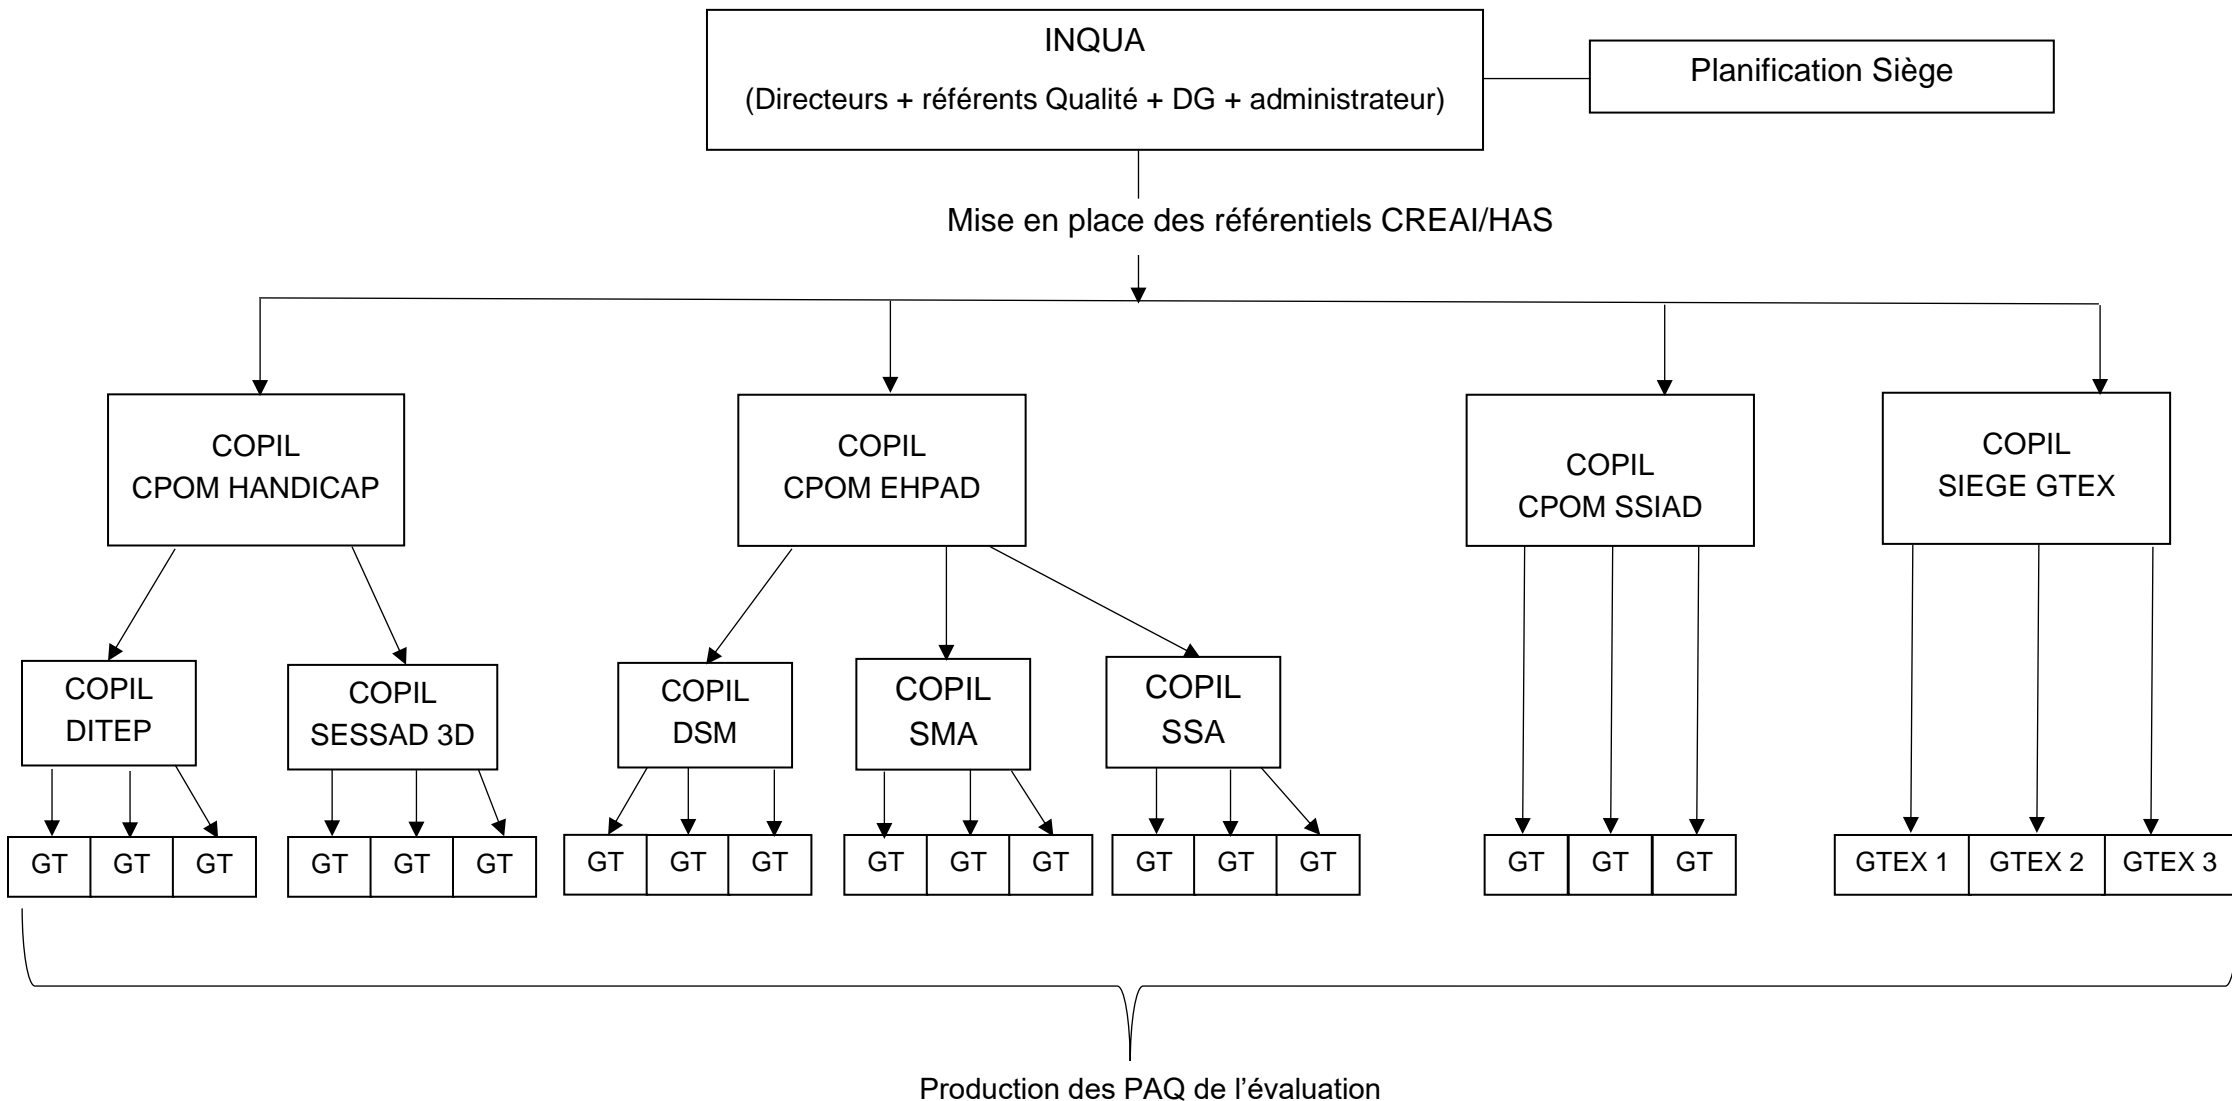 INQUA
(Directeurs + référents Qualité + DG + administrateur)
Planification Siège
Mise en place des référentiels CREAI/HAS
COPIL
CPOM HANDICAP
COPIL
CPOM EHPAD
COPIL
CPOM SSIAD
COPIL
SIEGE GTEX
COPIL
DITEP
COPIL
SESSAD 3D
COPIL
DSM
COPIL
SMA
COPIL
SSA
GT GT GT
GT GT GT
GT GT GT
GT GT GT
GT GT GT
GT GT GT
GTEX 1 GTEX 2 GTEX 3
Production des PAQ de l’évaluation